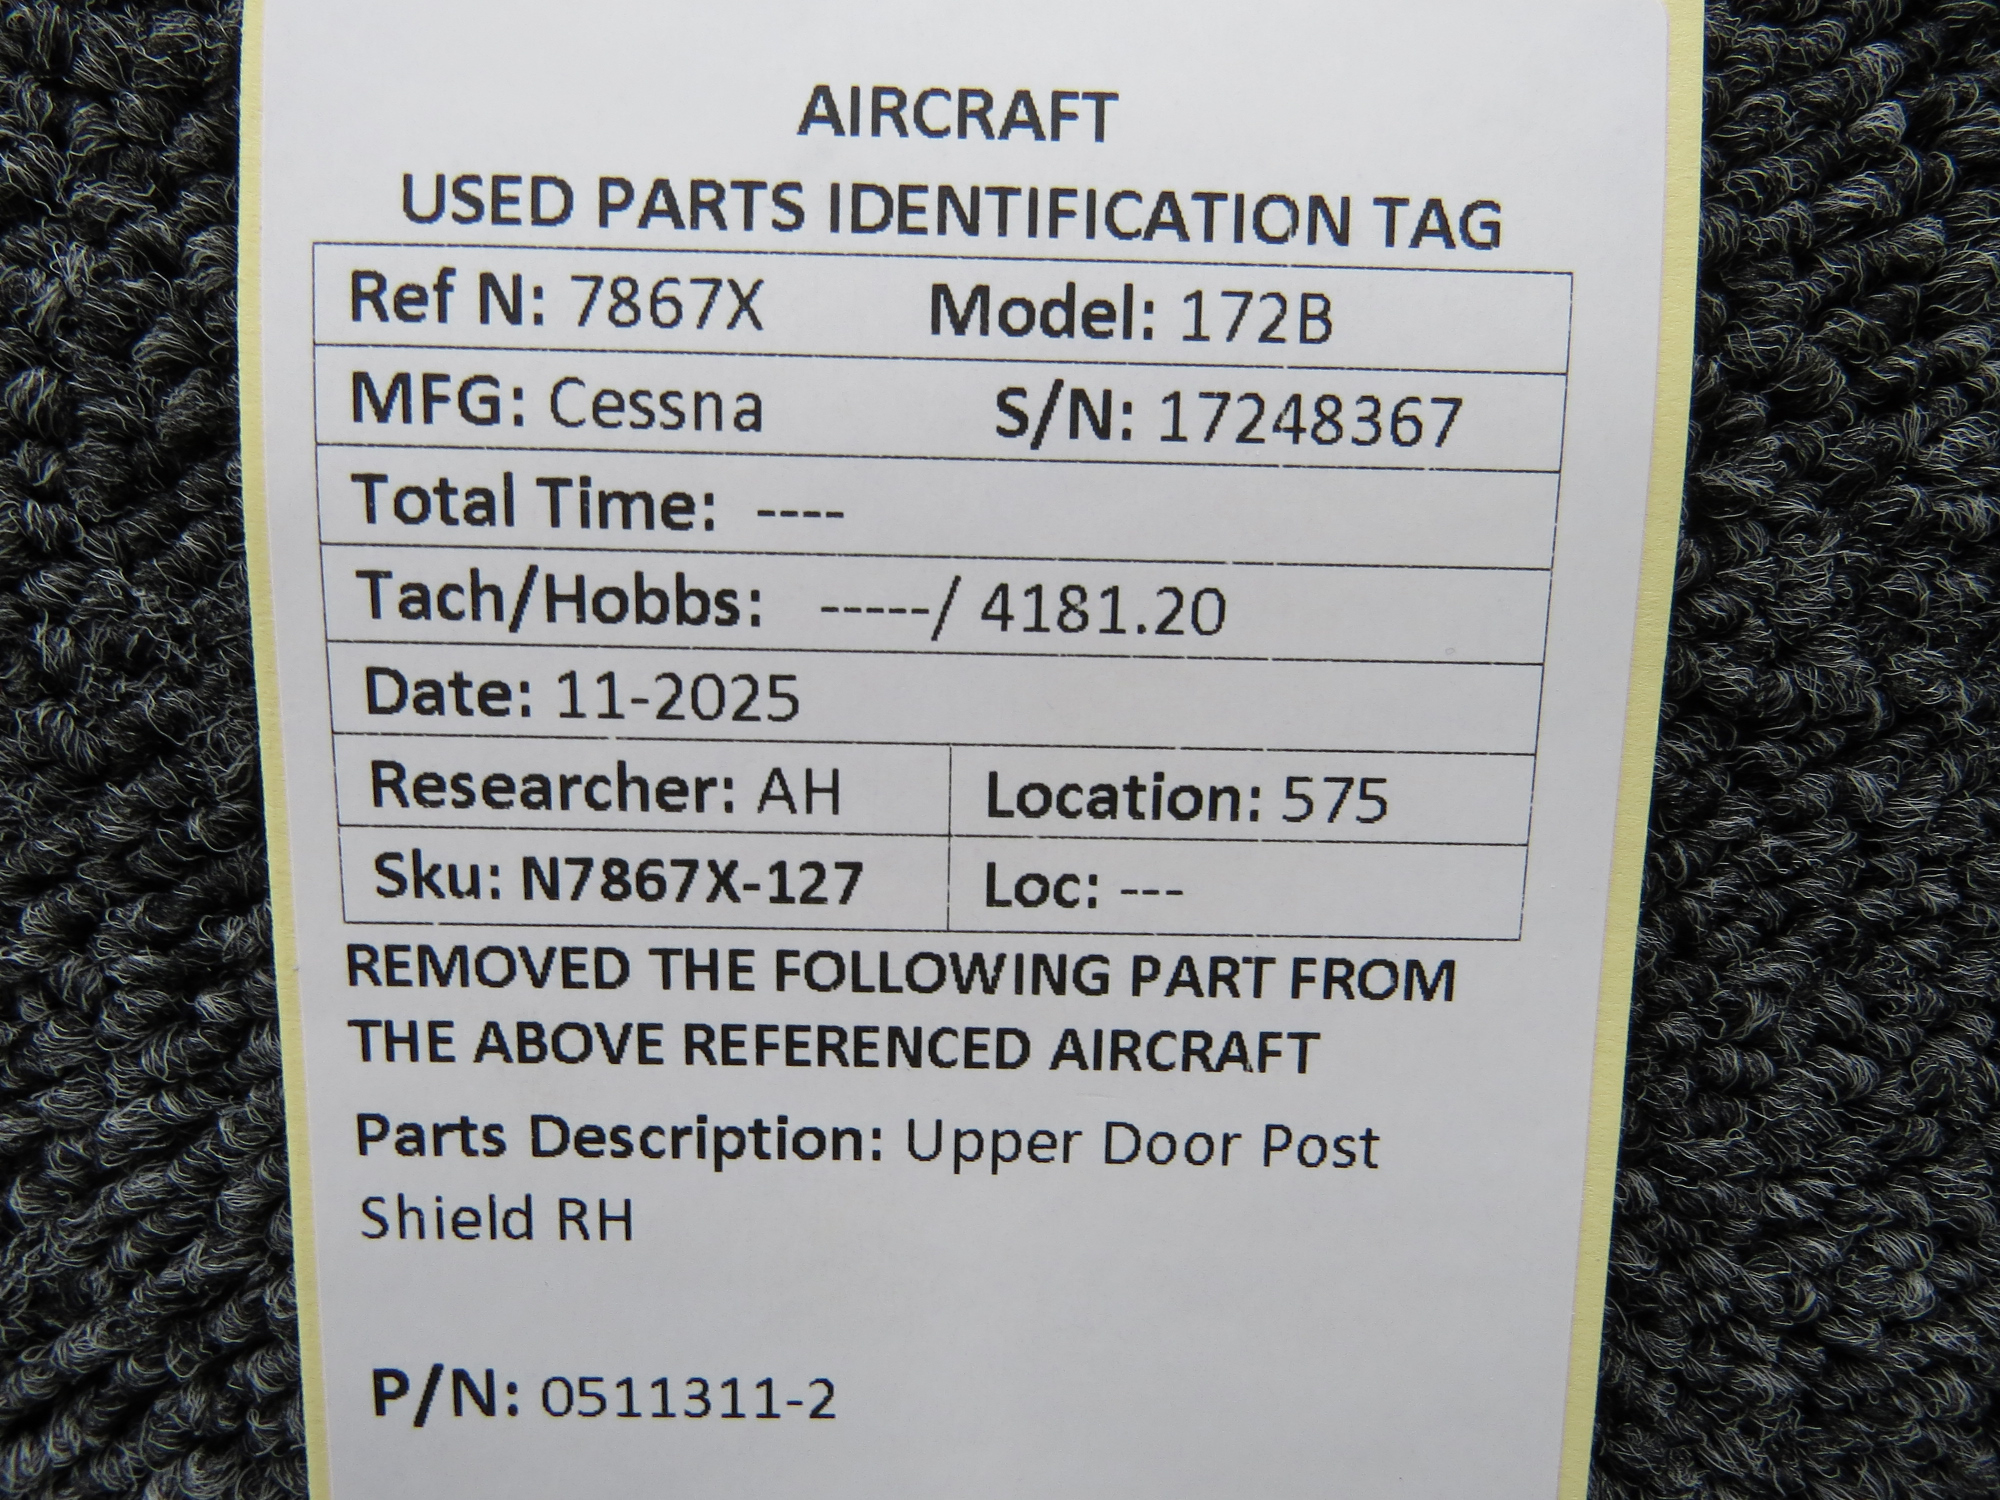 AIRCRAFT
USED PARTS IDENTIFICATION TAG
Ref N: 7867X Model: 172B
MFG: Cessna S/N: 17248367
Total Time: ----
Tach/Hobbs: -----/ 4181.20
Date: 11-2025
Researcher: AH Location: 575
Sku: N7867X-127 Loc: ---
REMOVED THE FOLLOWING PART FROM
THE ABOVE REFERENCED AIRCRAFT
Parts Description: Upper Door Post
Shield RH
P/N: 0511311-2